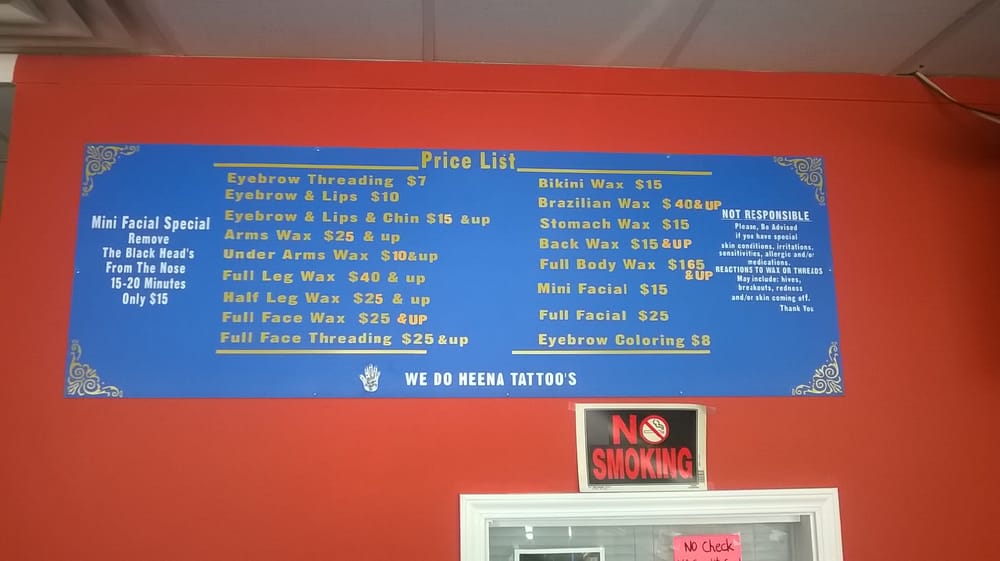 Price List
Mini Facial Special
Remove
The Black Head's
From The Nose
15-20 Minutes
Only $15
Eyebrow Threading $7
Eyebrow & Lips $10
Eyebrow & Lips & Chin $15 &up
Arms Wax $25 & up
Under Arms Wax $10&up
Full Leg Wax $40 & up
Half Leg Wax $25 & up
Full Face Wax $25 &UP
Full Face Threading $25&up
Bikini Wax $15
Brazilian Wax $40&UP
Stomach Wax $15
Back Wax $15&UP
Full Body Wax $165
&UP
Mini Facial $15
Full Facial $25
Eyebrow Coloring $8
NOT RESPONSIBLE
Please, Be Advised
if you have special
skin conditions, irritations,
sensitivities, allergic and/or
medications.
REACTIONS TO WAX OR THREADS
May include: hives,
breakouts, redness
and/or skin coming off.
Thank You
WE DO HEENA TATTOO'S
NO
SMOKING
No Check